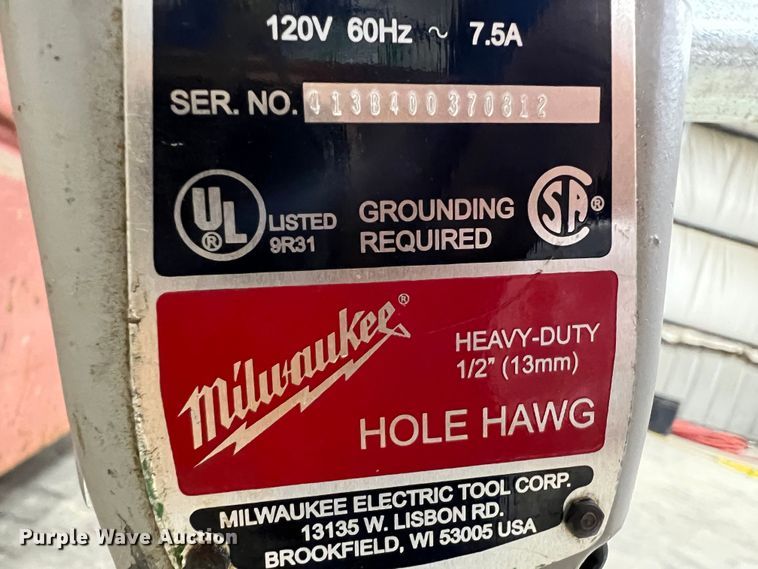 120V 60Hz ~ 7.5A
SER. NO. 413B400370812
UL ® LISTED 9R31
GROUNDING REQUIRED
SA ®
Milwaukee ®
HEAVY-DUTY
1/2" (13mm)
HOLE HAWG
MILWAUKEE ELECTRIC TOOL CORP.
13135 W. LISBON RD.
BROOKFIELD, WI 53005 USA
Purple Wave Auction